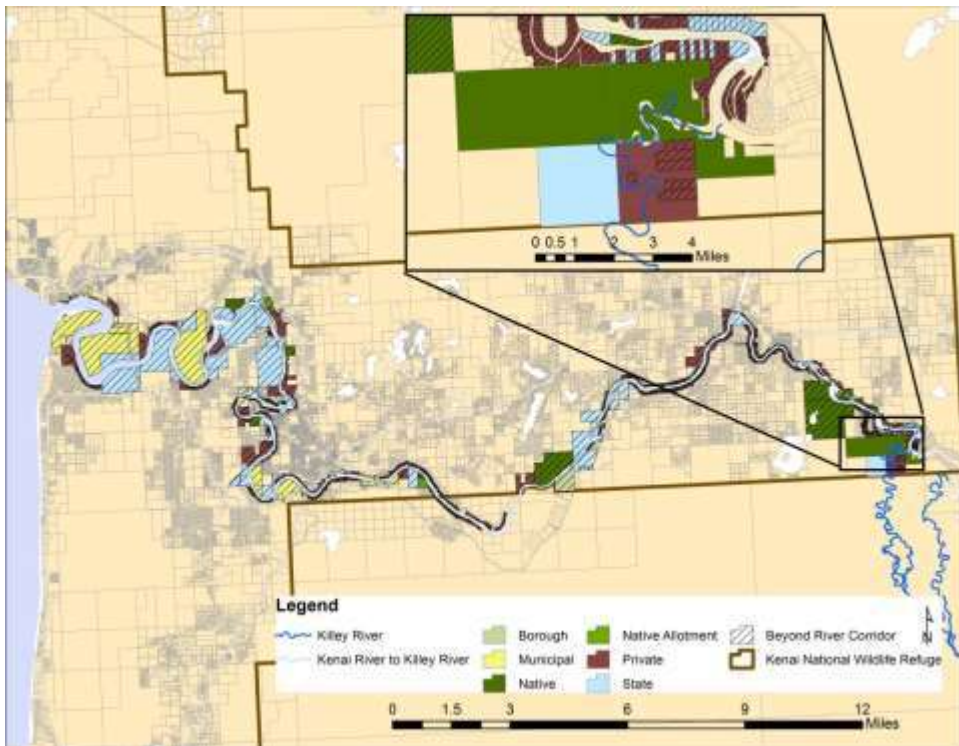 0 0.5 1 2 3 4
Miles
Legend
Killey River
Kenai River to Killey River
Borough
Municipal
Native
Native Allotment
Private
State
Beyond River Corridor
Kenai National Wildlife Refuge
N
0 1.5 3 6 9 12
Miles